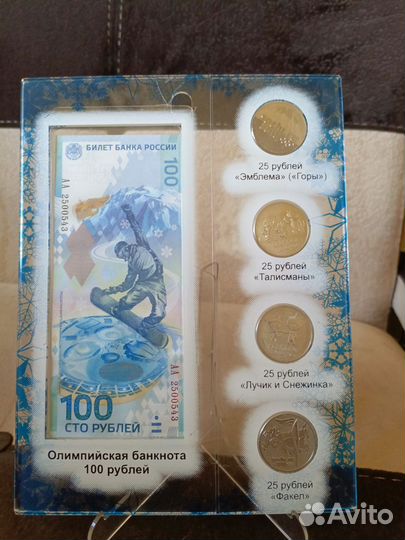 БИЛЕТ БАНКА РОССИИ
100
АА 2500543
АА 2500543
100
СТО РУБЛЕЙ
Олимпийская банкнота
100 рублей
25 рублей
«Эмблема» («Горы»)
25 рублей
«Талисманы»
25 рублей
«Лучик и Снежинка»
25 рублей
«Факел»
Avito